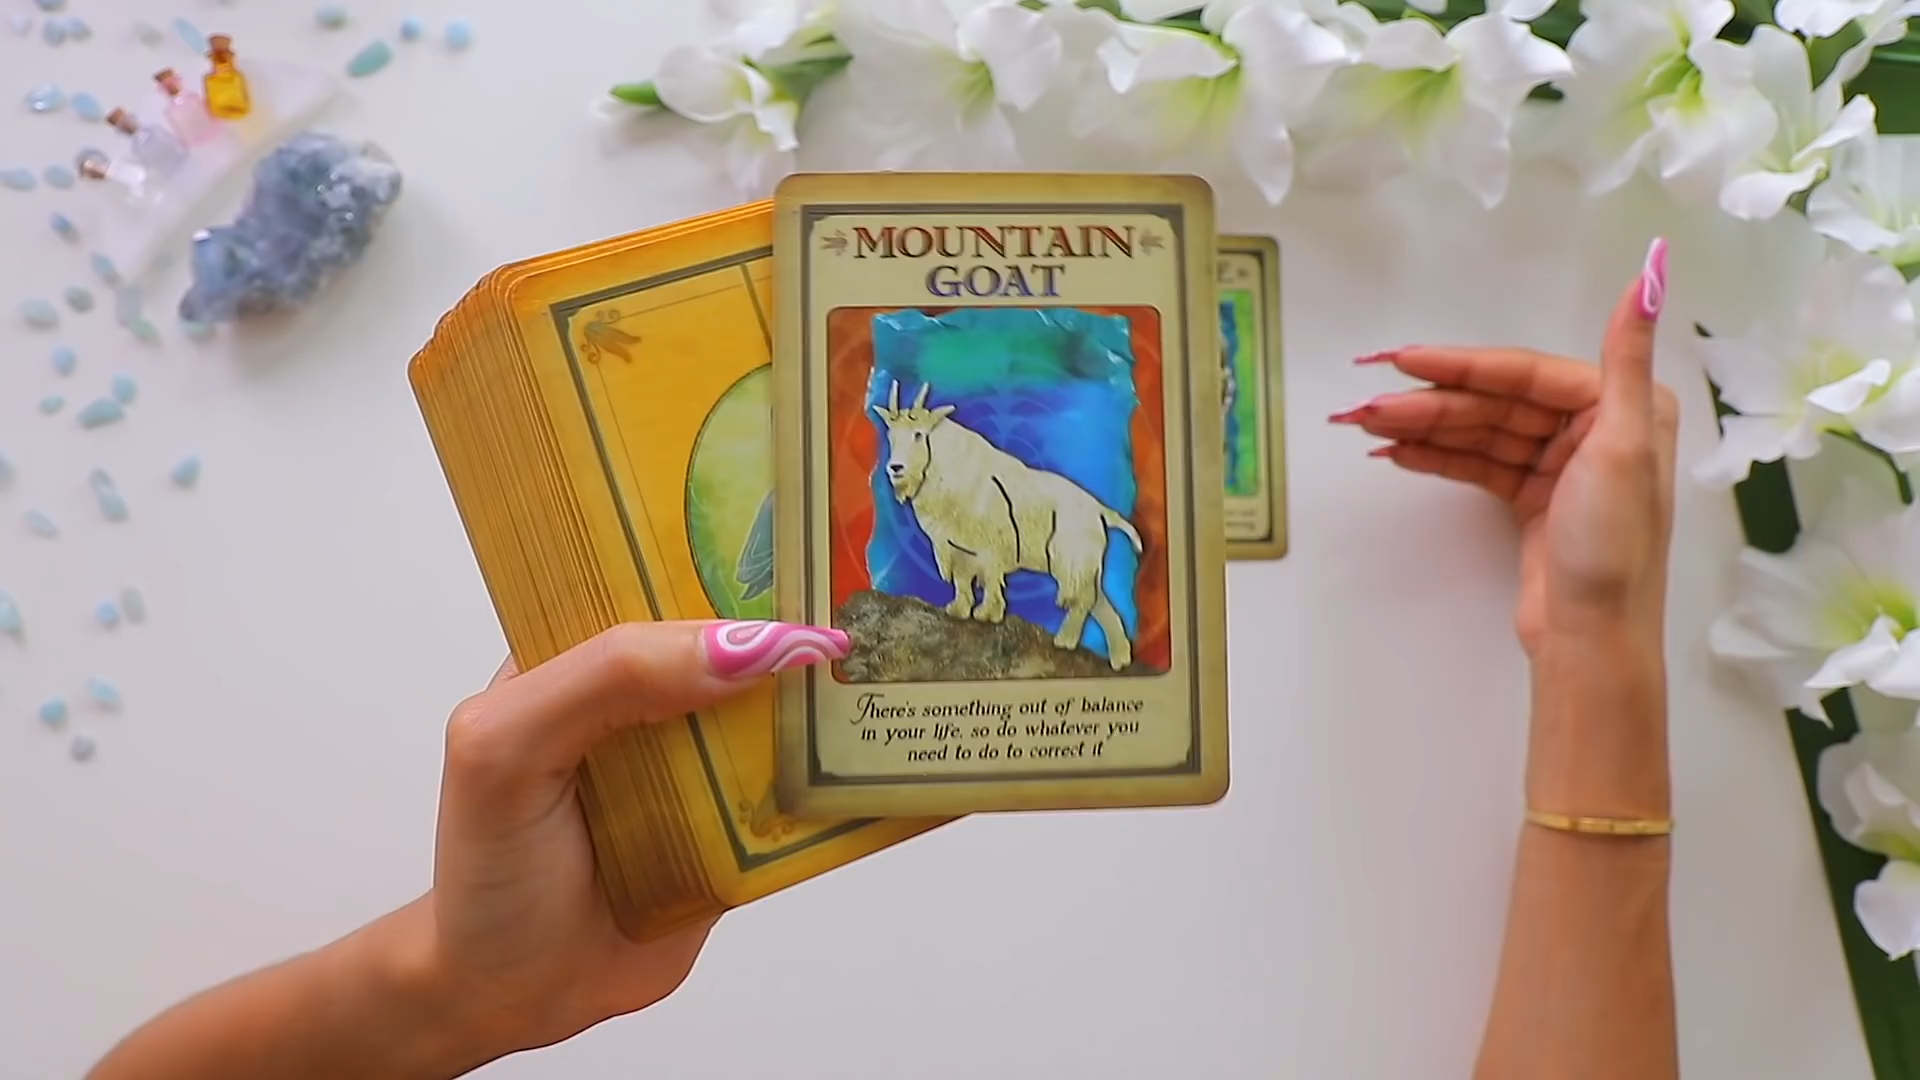 MOUNTAIN
GOAT
There's something out of balance
in your life, so do whatever you
need to do to correct it